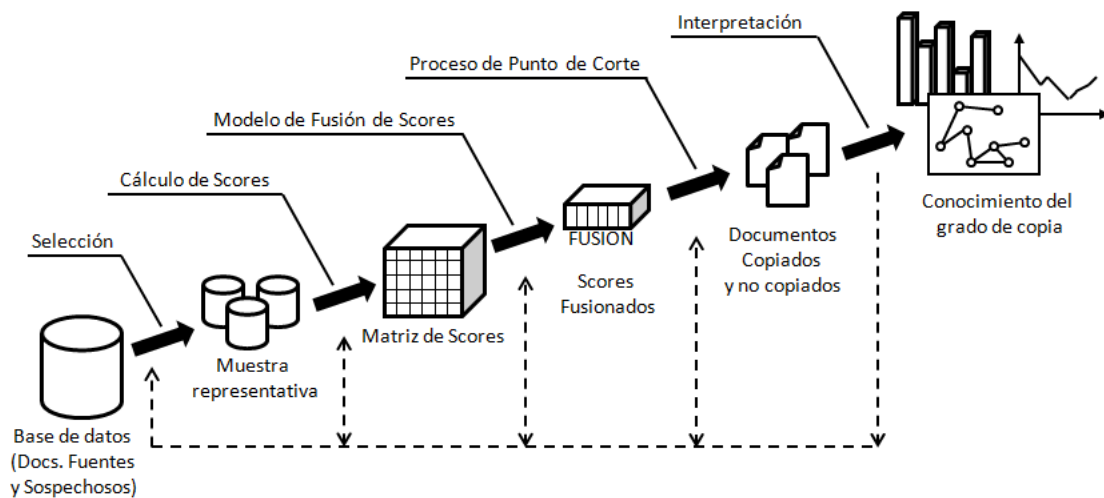 Interpretación
Proceso de Punto de Corte
Modelo de Fusión de Scores
Cálculo de Scores
Selección
Base de datos
(Docs. Fuentes
y Sospechosos)
Muestra
representativa
Matriz de Scores
FUSION
Scores
Fusionados
Documentos
Copiados
y no copiados
Conocimiento del
grado de copia